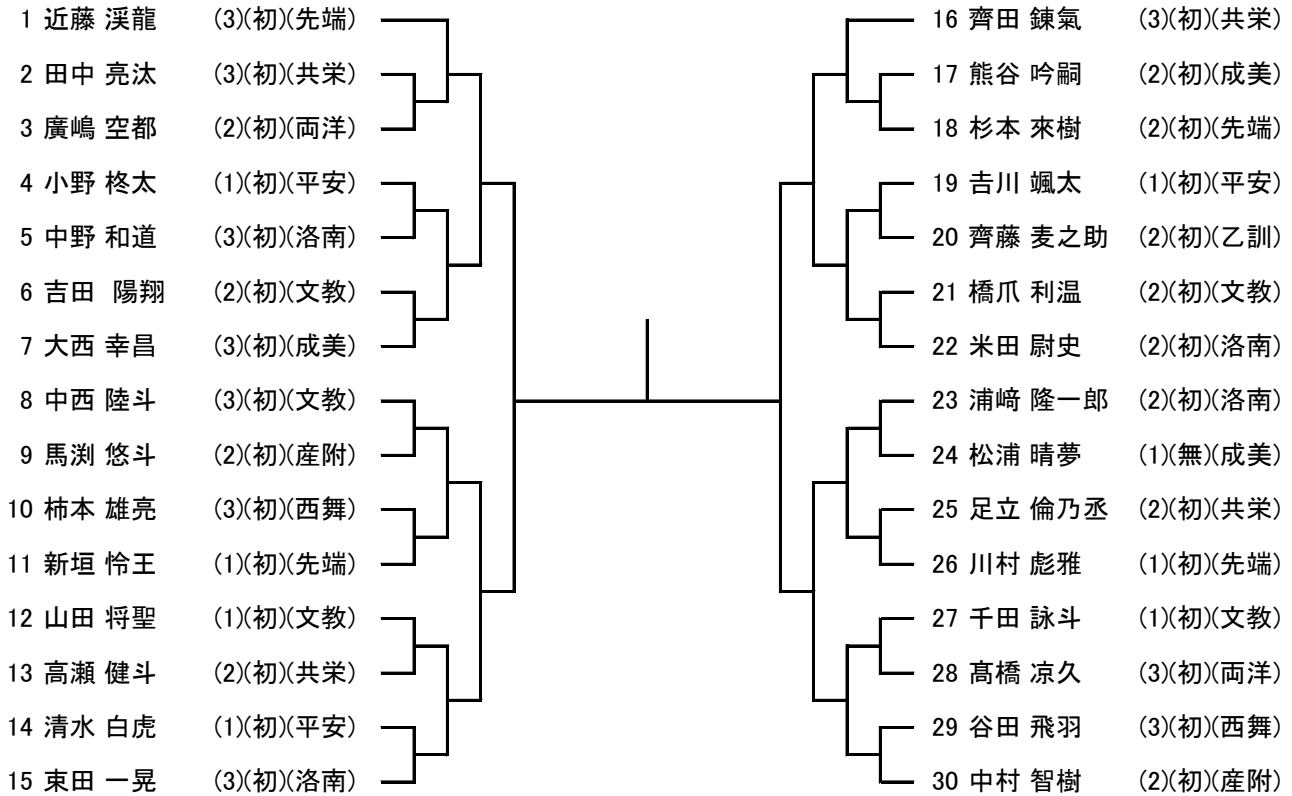 1 近藤 渓龍 (3)(初)(先端)
2 田中 亮汰 (3)(初)(共栄)
3 廣嶋 空都 (2)(初)(両洋)
4 小野 柊太 (1)(初)(平安)
5 中野 和道 (3)(初)(洛南)
6 吉田　陽翔 (2)(初)(文教)
7 大西 幸昌 (3)(初)(成美)
8 中西 陸斗 (3)(初)(文教)
9 馬渕 悠斗 (2)(初)(産附)
10 柿本 雄亮 (3)(初)(西舞)
11 新垣 怜王 (1)(初)(先端)
12 山田 将聖 (1)(初)(文教)
13 高瀬 健斗 (2)(初)(共栄)
14 清水 白虎 (1)(初)(平安)
15 束田 一晃 (3)(初)(洛南)
16 齊田 錬氣 (3)(初)(共栄)
17 熊谷 吟嗣 (2)(初)(成美)
18 杉本 來樹 (2)(初)(先端)
19 𠮷川 颯太 (1)(初)(平安)
20 齊藤 麦之助 (2)(初)(乙訓)
21 橋爪 利温 (2)(初)(文教)
22 米田 尉史 (2)(初)(洛南)
23 浦﨑 隆一郎 (2)(初)(洛南)
24 松浦 晴夢 (1)(無)(成美)
25 足立 倫乃丞 (2)(初)(共栄)
26 川村 彪雅 (1)(初)(先端)
27 千田 詠斗 (1)(初)(文教)
28 髙橋 凉久 (3)(初)(両洋)
29 谷田 飛羽 (3)(初)(西舞)
30 中村 智樹 (2)(初)(産附)